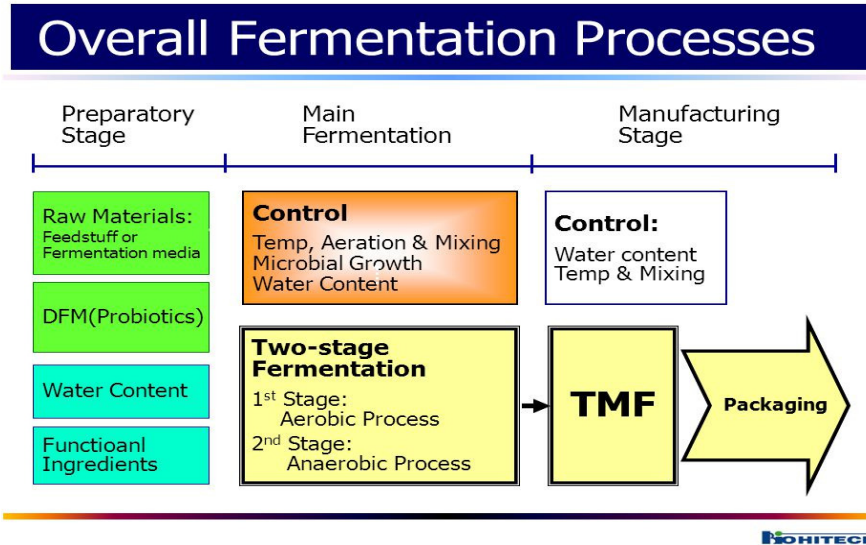 Overall Fermentation Processes
Preparatory
Stage
Main
Fermentation
Manufacturing
Stage
Raw Materials:
Feedstuff or
Fermentation media
DFM(Probiotics)
Water Content
Functioanl
Ingredients
Control
Temp, Aeration & Mixing
Microbial Growth
Water Content
Two-stage
Fermentation
1st Stage:
Aerobic Process
2nd Stage:
Anaerobic Process
Control:
Water content
Temp & Mixing
TMF
Packaging